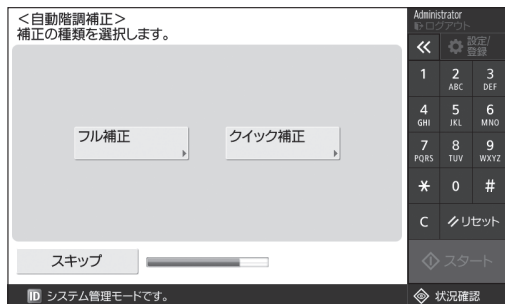 ＜自動階調補正＞
補正の種類を選択します。
フル補正
クイック補正
スキップ
ID システム管理モードです。
Administrator
ログアウト
設定/
登録
1
2
ABC
3
DEF
4
GHI
5
JKL
6
MNO
7
PQRS
8
TUV
9
WXYZ
*
0
#
C
リセット
スタート
状況確認